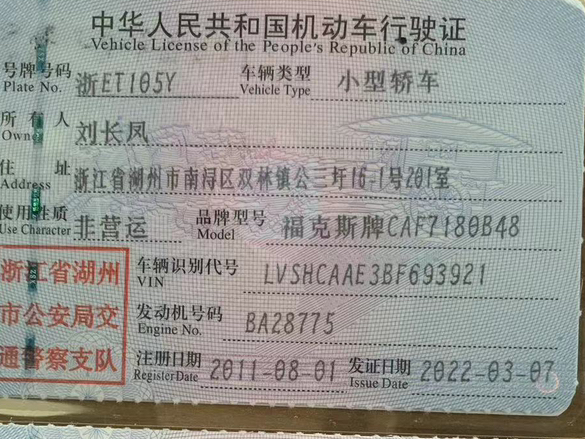 中华人民共和国机动车行驶证
Vehicle License of the People's Republic of China
号牌号码 浙ET105Y 车辆类型 小型轿车
Plate No. Vehicle Type
所有人 刘长凤
Owner
住址 浙江省湖州市南浔区双林镇公三圩16-1号201室
Address
使用性质 非营运 品牌型号 福克斯牌CAF7180B48
Use Character Model
浙江省湖州
市公安局交
通警察支队
车辆识别代号 LVSHCAAE3BF693921
VIN
发动机号码 BA28775
Engine No.
注册日期 2011-08-01 发证日期 2022-03-07
Register Date Issue Date